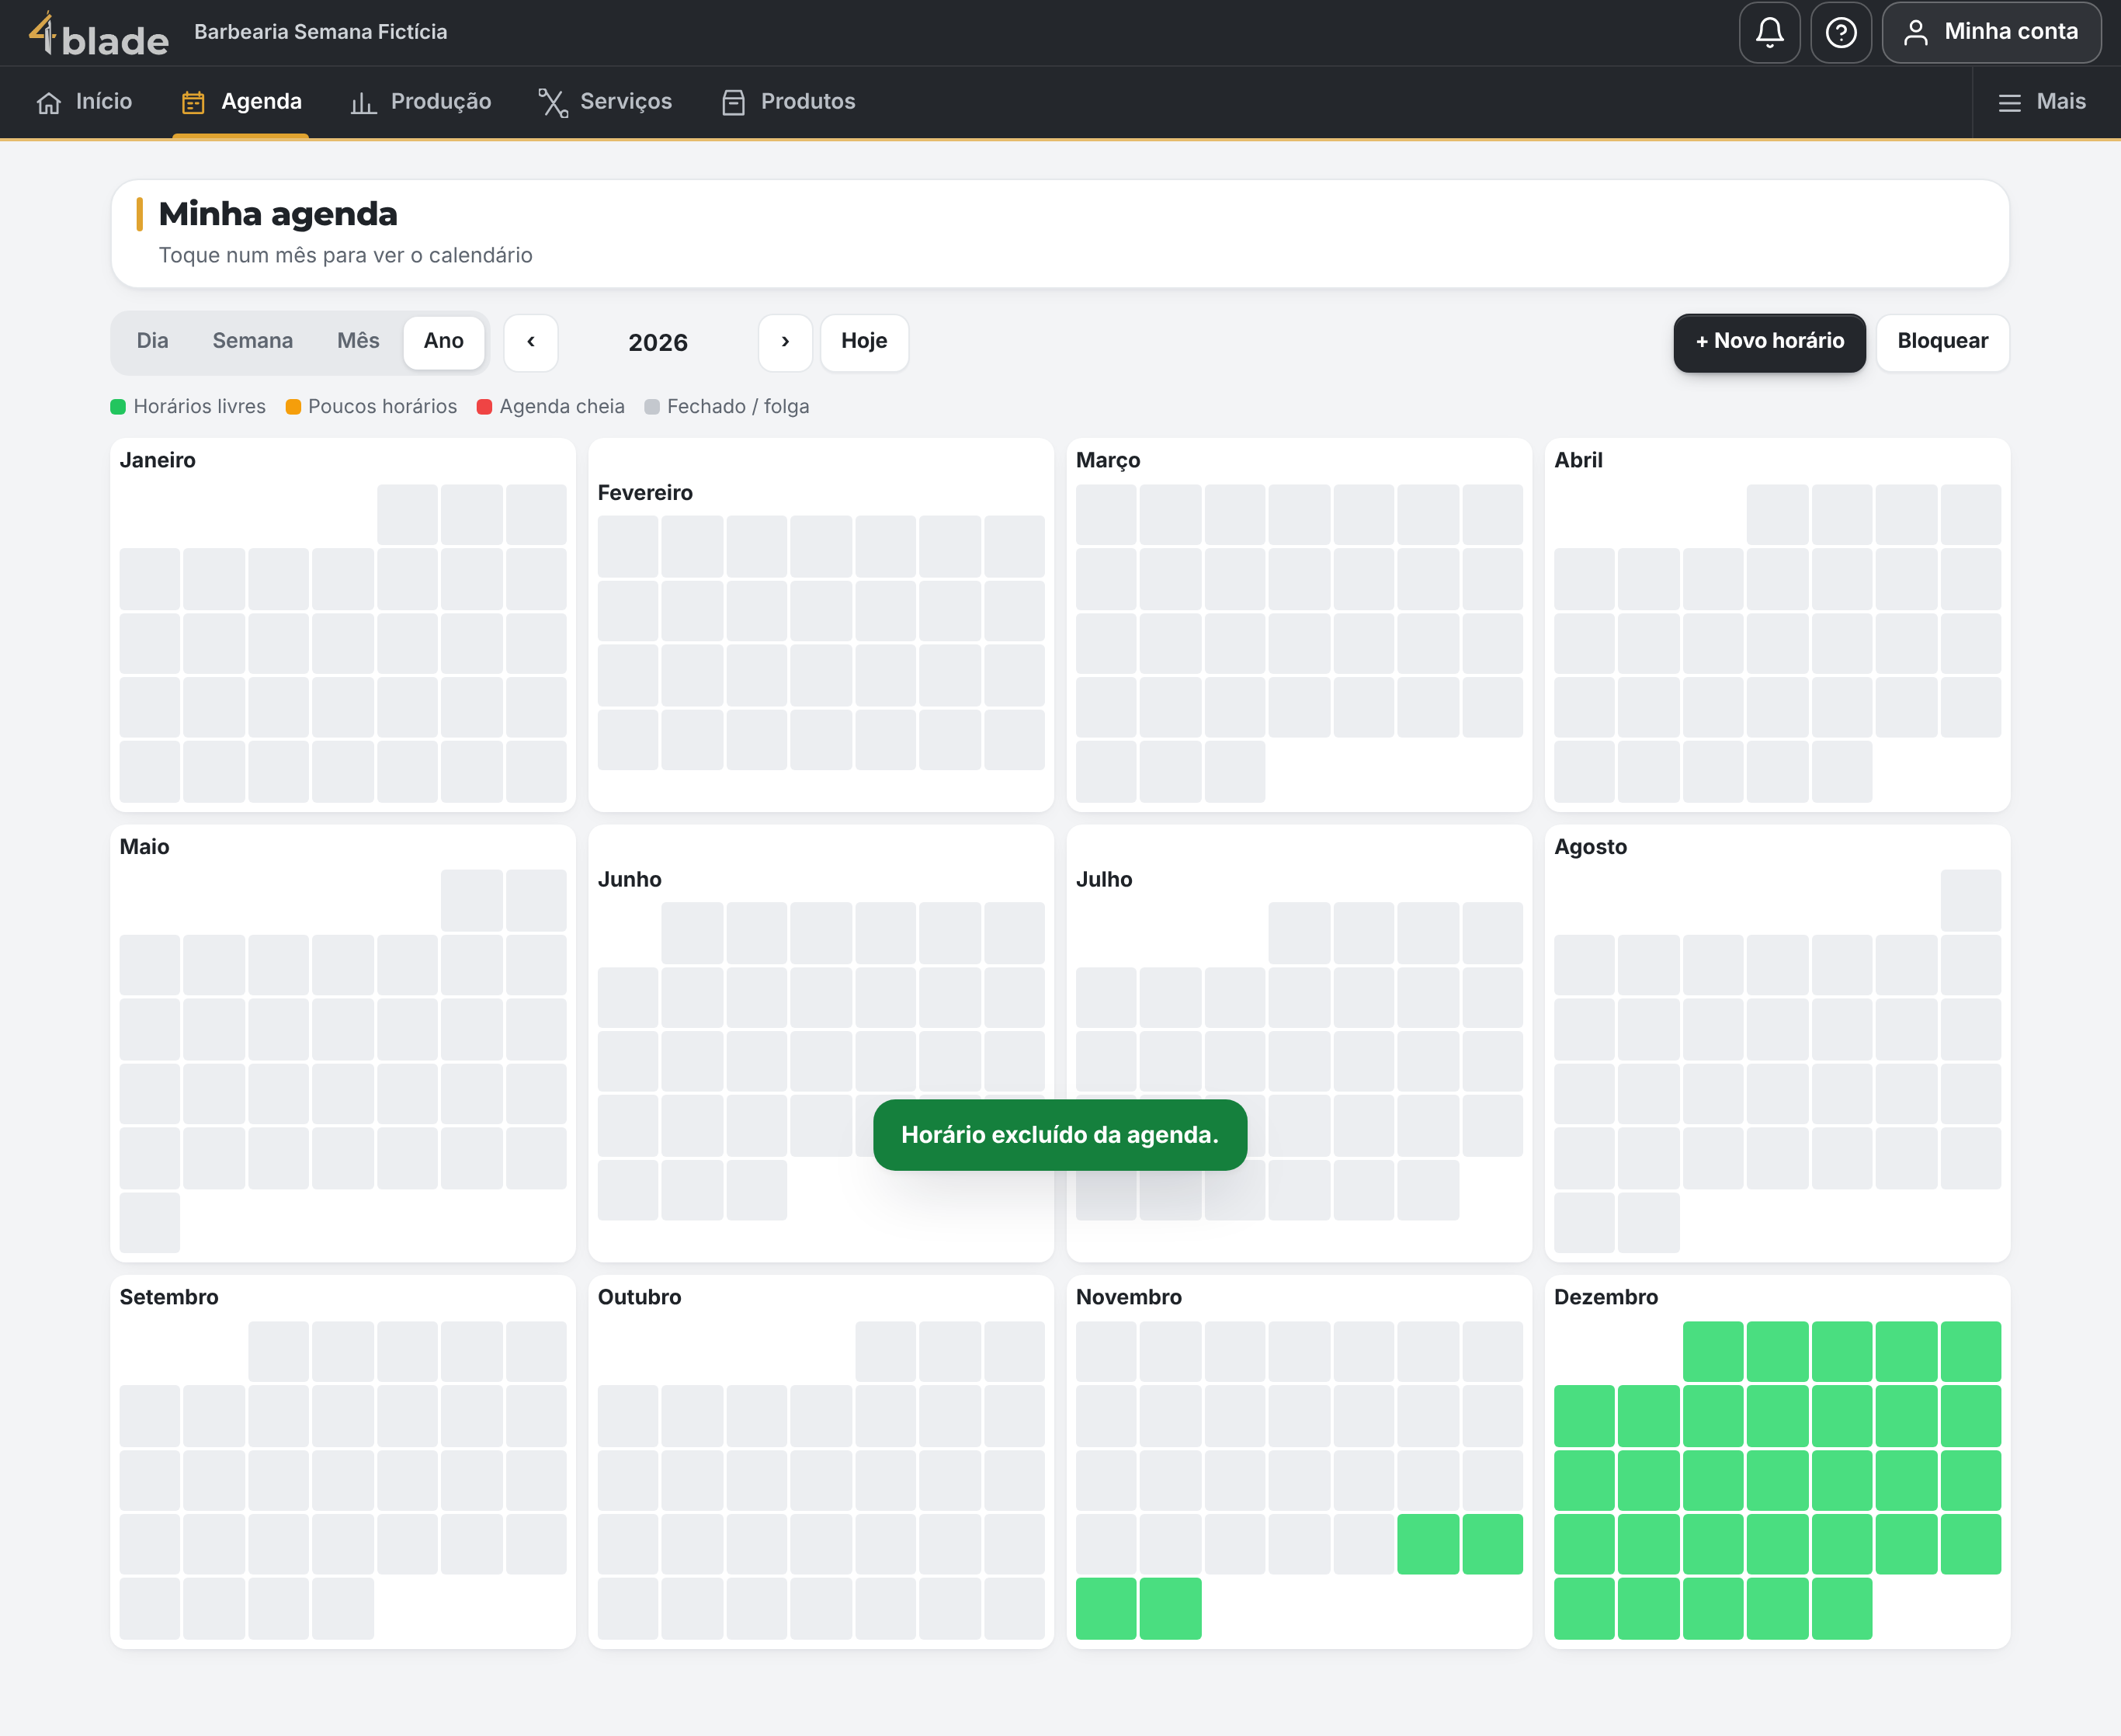 4blade
Barbearia Semana Fictícia
Minha conta
Início
Agenda
Produção
Serviços
Produtos
Mais
Minha agenda
Toque num mês para ver o calendário
Dia
Semana
Mês
Ano
‹
2026
›
Hoje
+ Novo horário
Bloquear
Horários livres
Poucos horários
Agenda cheia
Fechado / folga
Janeiro
Fevereiro
Março
Abril
Maio
Junho
Julho
Agosto
Horário excluído da agenda.
Setembro
Outubro
Novembro
Dezembro